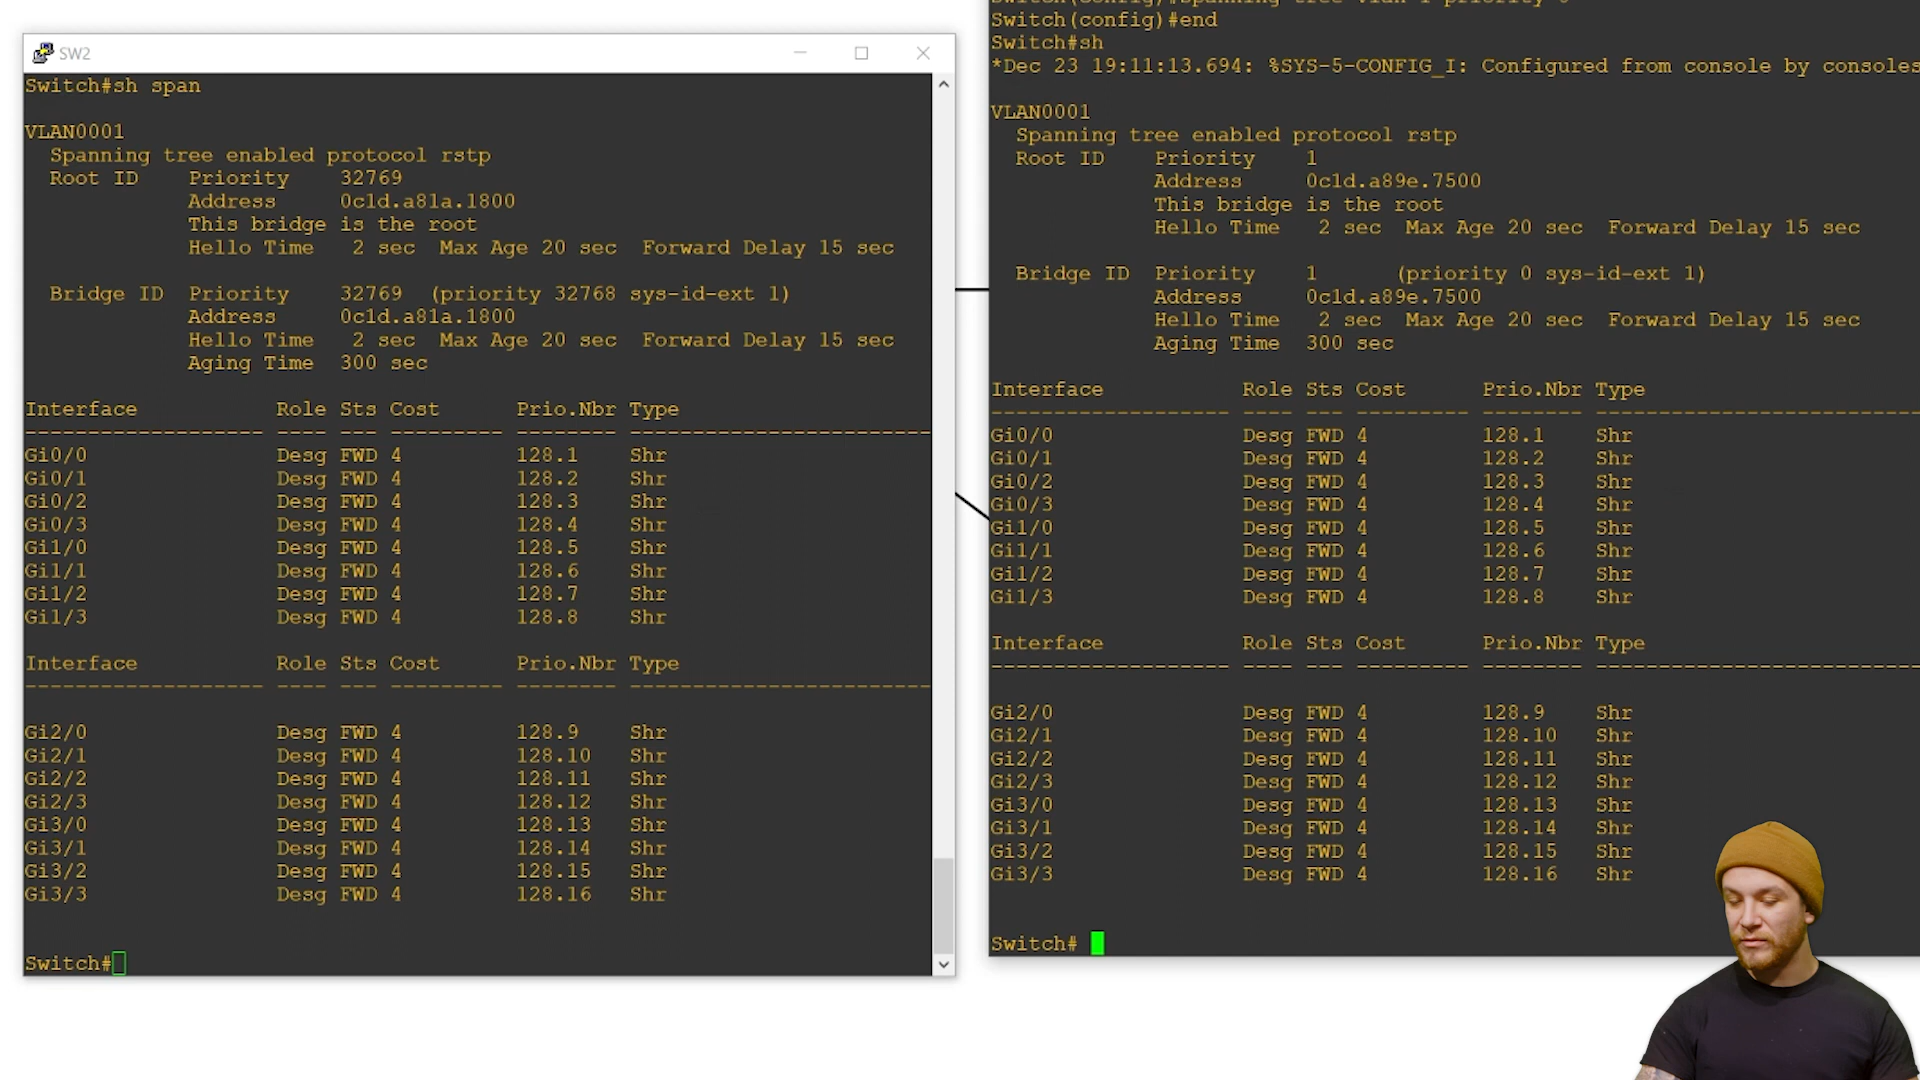 SW2
Switch#sh span
VLAN0001
Spanning tree enabled protocol rstp
Root ID Priority 32769
Address 0c1d.a81a.1800
This bridge is the root
Hello Time 2 sec Max Age 20 sec Forward Delay 15 sec
Bridge ID Priority 32769 (priority 32768 sys-id-ext 1)
Address 0c1d.a81a.1800
Hello Time 2 sec Max Age 20 sec Forward Delay 15 sec
Aging Time 300 sec
Interface Role Sts Cost Prio.Nbr Type
------------------- ---- --- --------- -------- ------------------------
Gi0/0 Desg FWD 4 128.1 Shr
Gi0/1 Desg FWD 4 128.2 Shr
Gi0/2 Desg FWD 4 128.3 Shr
Gi0/3 Desg FWD 4 128.4 Shr
Gi1/0 Desg FWD 4 128.5 Shr
Gi1/1 Desg FWD 4 128.6 Shr
Gi1/2 Desg FWD 4 128.7 Shr
Gi1/3 Desg FWD 4 128.8 Shr
Interface Role Sts Cost Prio.Nbr Type
------------------- ---- --- --------- -------- ------------------------
Gi2/0 Desg FWD 4 128.9 Shr
Gi2/1 Desg FWD 4 128.10 Shr
Gi2/2 Desg FWD 4 128.11 Shr
Gi2/3 Desg FWD 4 128.12 Shr
Gi3/0 Desg FWD 4 128.13 Shr
Gi3/1 Desg FWD 4 128.14 Shr
Gi3/2 Desg FWD 4 128.15 Shr
Gi3/3 Desg FWD 4 128.16 Shr
Switch#
Switch(config)#end
Switch#sh
*Dec 23 19:11:13.694: %SYS-5-CONFIG_I: Configured from console by consoles
VLAN0001
Spanning tree enabled protocol rstp
Root ID Priority 1
Address 0c1d.a89e.7500
This bridge is the root
Hello Time 2 sec Max Age 20 sec Forward Delay 15 sec
Bridge ID Priority 1 (priority 0 sys-id-ext 1)
Address 0c1d.a89e.7500
Hello Time 2 sec Max Age 20 sec Forward Delay 15 sec
Aging Time 300 sec
Interface Role Sts Cost Prio.Nbr Type
------------------- ---- --- --------- -------- --------------------------
Gi0/0 Desg FWD 4 128.1 Shr
Gi0/1 Desg FWD 4 128.2 Shr
Gi0/2 Desg FWD 4 128.3 Shr
Gi0/3 Desg FWD 4 128.4 Shr
Gi1/0 Desg FWD 4 128.5 Shr
Gi1/1 Desg FWD 4 128.6 Shr
Gi1/2 Desg FWD 4 128.7 Shr
Gi1/3 Desg FWD 4 128.8 Shr
Interface Role Sts Cost Prio.Nbr Type
------------------- ---- --- --------- -------- --------------------------
Gi2/0 Desg FWD 4 128.9 Shr
Gi2/1 Desg FWD 4 128.10 Shr
Gi2/2 Desg FWD 4 128.11 Shr
Gi2/3 Desg FWD 4 128.12 Shr
Gi3/0 Desg FWD 4 128.13 Shr
Gi3/1 Desg FWD 4 128.14 Shr
Gi3/2 Desg FWD 4 128.15 Shr
Gi3/3 Desg FWD 4 128.16 Shr
Switch#